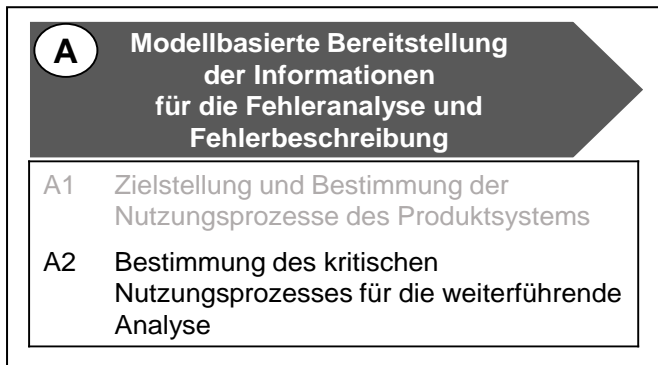 A
Modellbasierte Bereitstellung
der Informationen
für die Fehleranalyse und
Fehlerbeschreibung
A1 Zielstellung und Bestimmung der
Nutzungsprozesse des Produktsystems
A2 Bestimmung des kritischen
Nutzungsprozesses für die weiterführende
Analyse